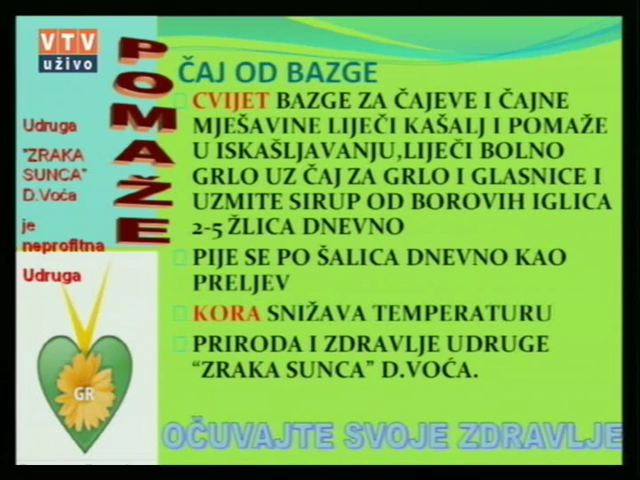 VTV
uživo
POMAŽE
Udruga
"ZRAKA
SUNCA"
D.Voća
je
neprofitna
Udruga
GR
ČAJ OD BAZGE
CVIJET BAZGE ZA ČAJEVE I ČAJNE
MJEŠAVINE LIJEČI KAŠALJ I POMAŽE
U ISKAŠLJAVANJU,LIJEČI BOLNO
GRLO UZ ČAJ ZA GRLO I GLASNICE I
UZMITE SIRUP OD BOROVIH IGLICA
2-5 ŽLICA DNEVNO
PIJE SE PO ŠALICA DNEVNO KAO
PRELJEV
KORA SNIŽAVA TEMPERATURU
PRIRODA I ZDRAVLJE UDRUGE
“ZRAKA SUNCA” D.VOĆA.
OČUVAJTE SVOJE ZDRAVLJE